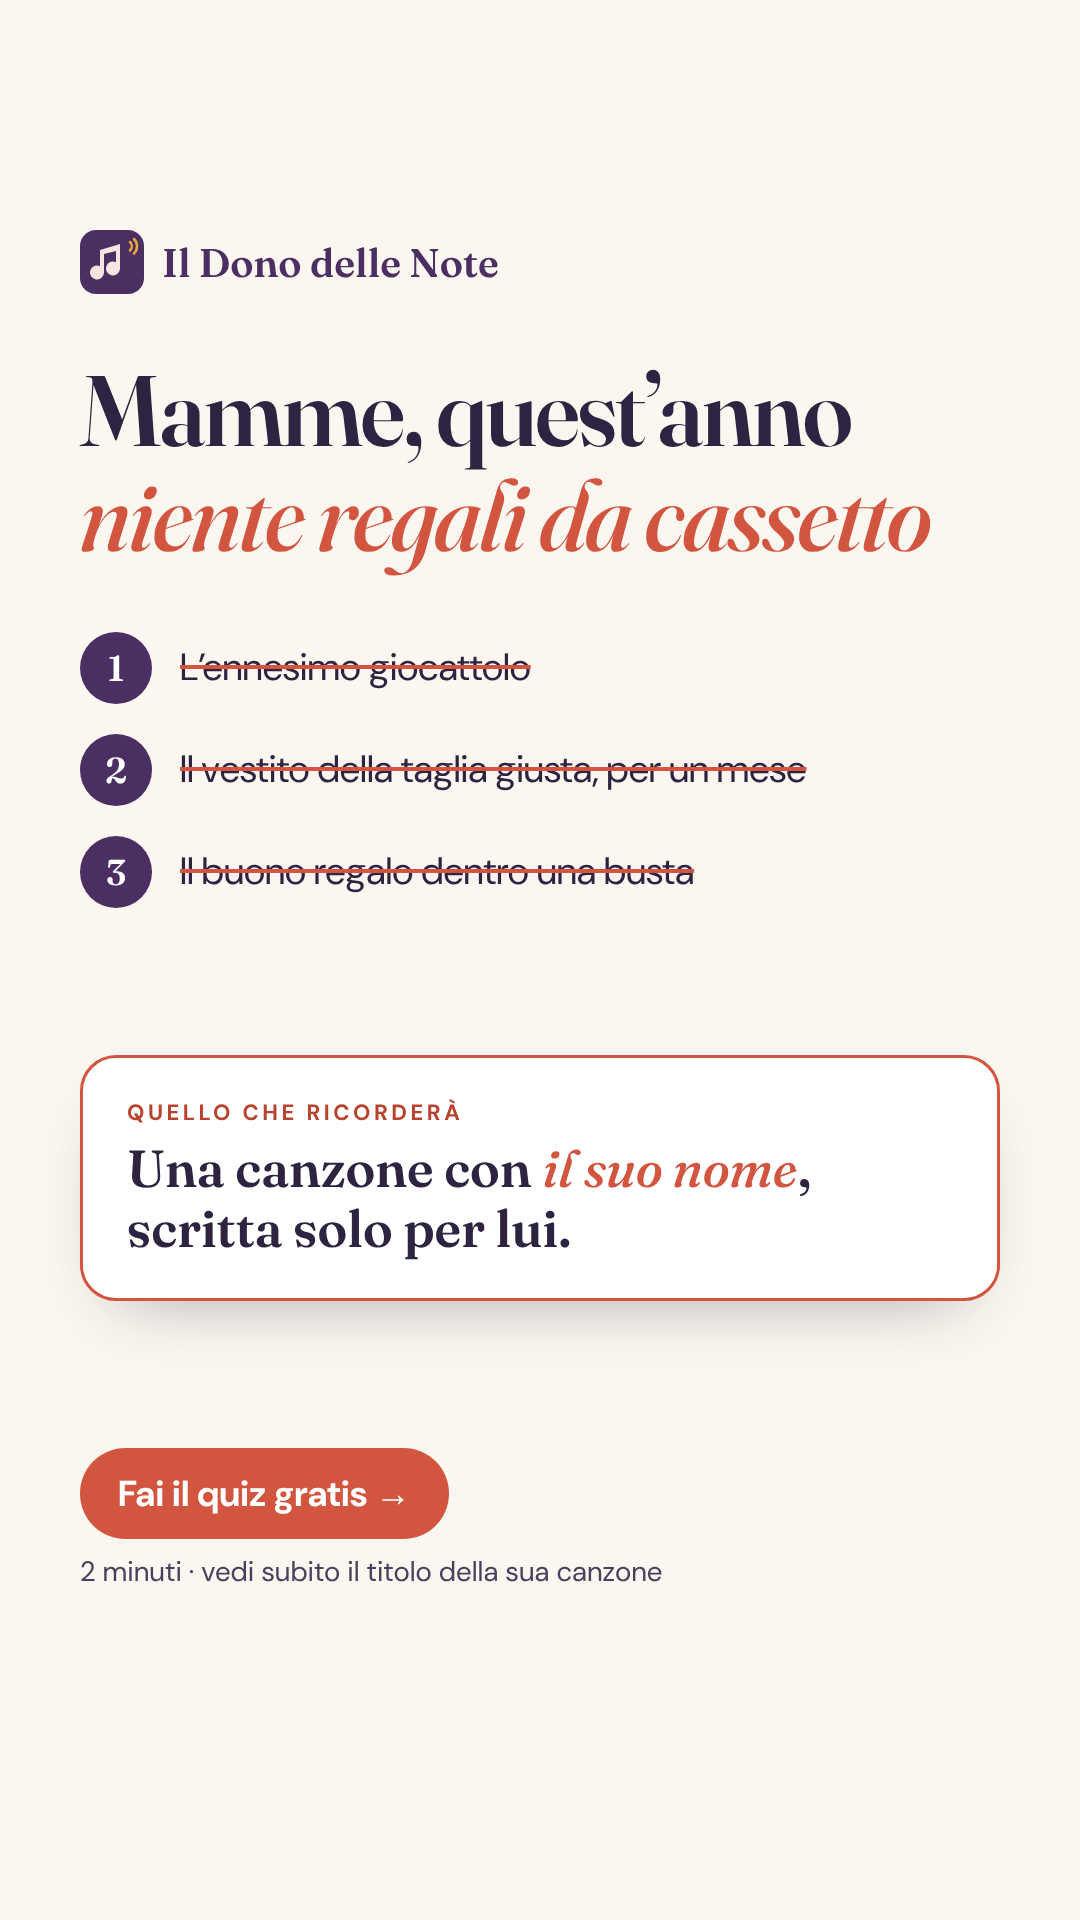 Il Dono delle Note
Mamme, quest’anno
niente regali da cassetto
1 L’ennesimo giocattolo
2 Il vestito della taglia giusta, per un mese
3 Il buono regalo dentro una busta
QUELLO CHE RICORDERÀ
Una canzone con il suo nome,
scritta solo per lui.
Fai il quiz gratis →
2 minuti · vedi subito il titolo della sua canzone